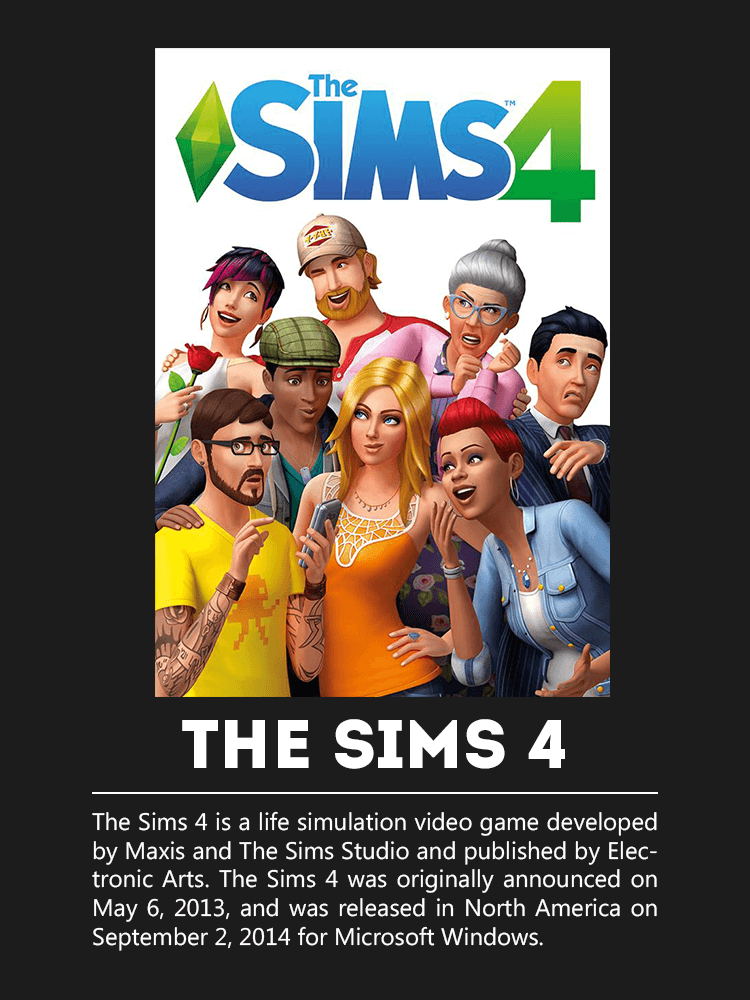 The
SIMS 4™
THE SIMS 4
The Sims 4 is a life simulation video game developed
by Maxis and The Sims Studio and published by Elec-
tronic Arts. The Sims 4 was originally announced on
May 6, 2013, and was released in North America on
September 2, 2014 for Microsoft Windows.